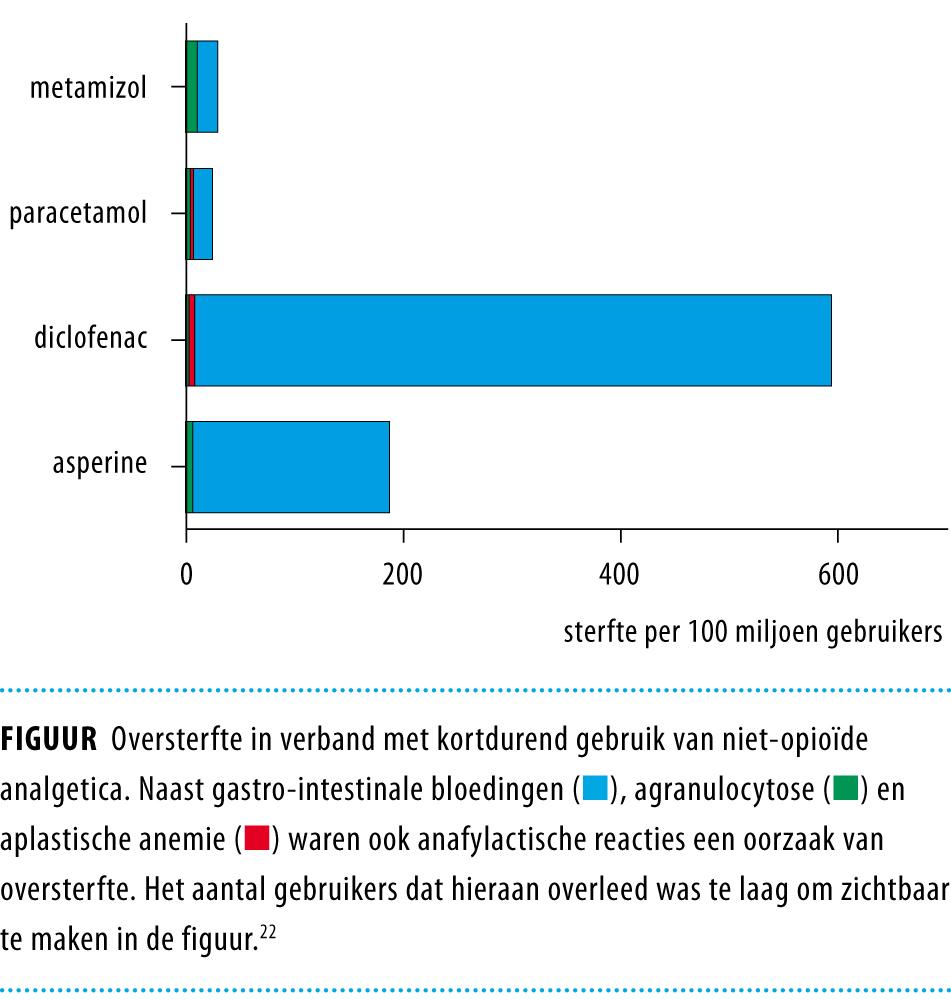 metamizol
paracetamol
diclofenac
asperine
0 200 400 600
sterfte per 100 miljoen gebruikers
FIGUUR Oversterfte in verband met kortdurend gebruik van niet-opioïde
analgetica. Naast gastro-intestinale bloedingen (■), agranulocytose (■) en
aplastische anemie (■) waren ook anafylactische reacties een oorzaak van
oversterfte. Het aantal gebruikers dat hieraan overleed was te laag om zichtbaar
te maken in de figuur.²²